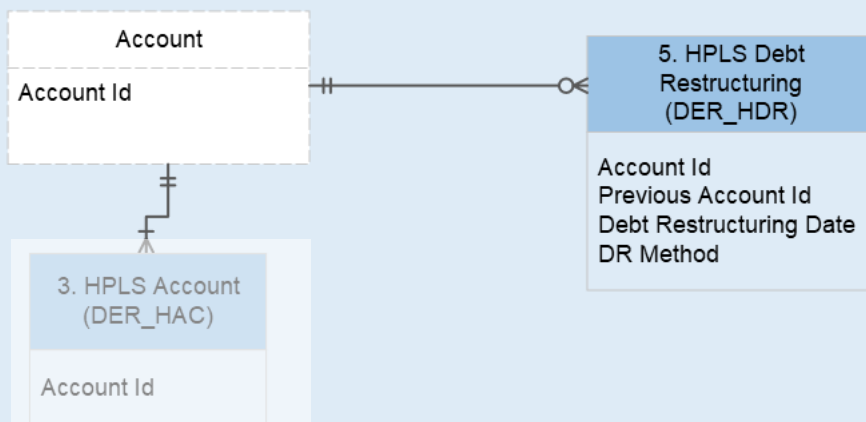 Account
Account Id
5. HPLS Debt
Restructuring
(DER_HDR)
Account Id
Previous Account Id
Debt Restructuring Date
DR Method
3. HPLS Account
(DER_HAC)
Account Id